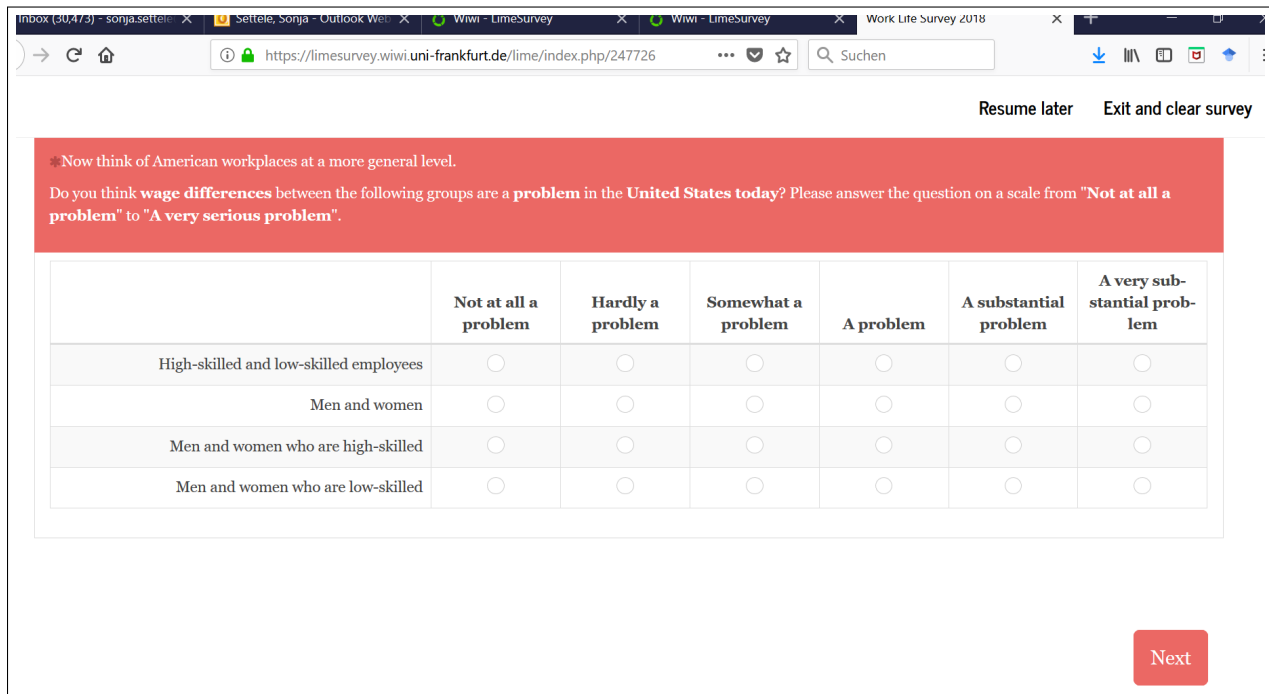 Inbox (30,473) - sonja.settele
Settele, Sonja - Outlook Web
Wiwi - LimeSurvey
Wiwi - LimeSurvey
Work Life Survey 2018
https://limesurvey.wiwi.uni-frankfurt.de/lime/index.php/247726
Suchen
Resume later Exit and clear survey
*Now think of American workplaces at a more general level.
Do you think wage differences between the following groups are a problem in the United States today? Please answer the question on a scale from "Not at all a
problem" to "A very serious problem".
Not at all a
problem
Hardly a
problem
Somewhat a
problem
A problem
A substantial
problem
A very sub-
stantial prob-
lem
High-skilled and low-skilled employees
Men and women
Men and women who are high-skilled
Men and women who are low-skilled
Next